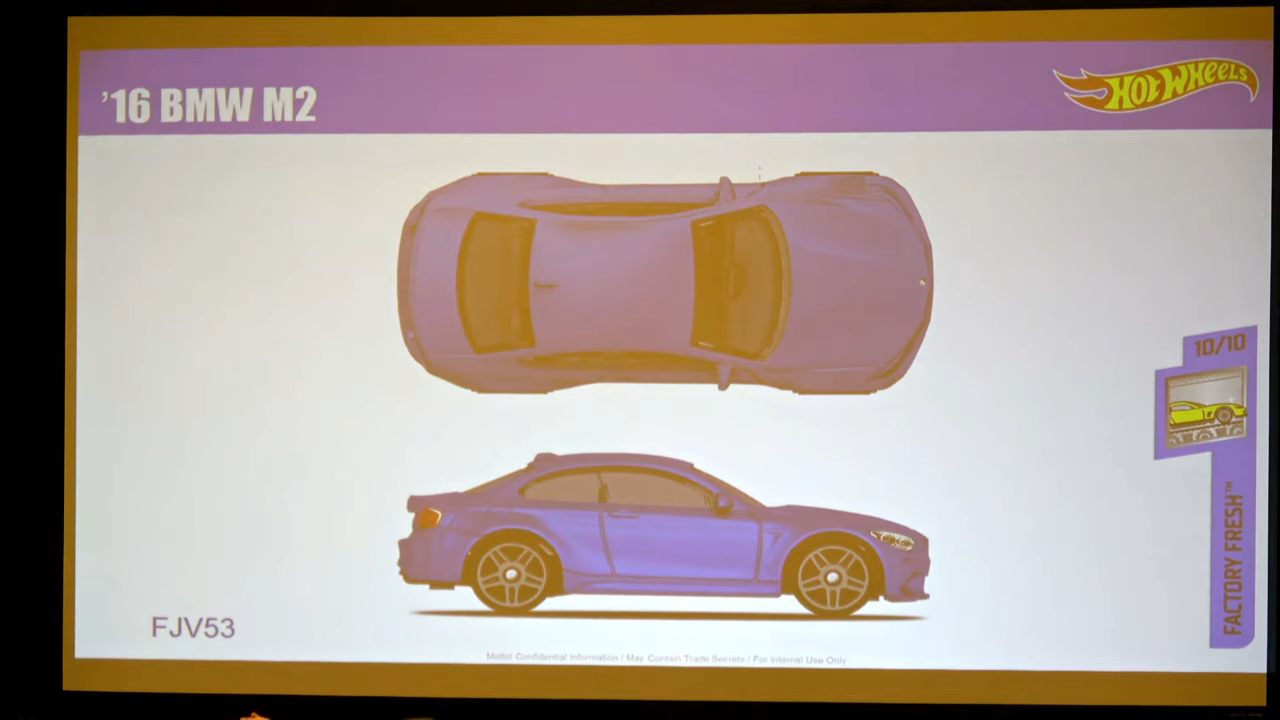 '16 BMW M2
HOT WHEELS
10/10
FACTORY FRESH™
FJV53
Mattel Confidential Information / May Contain Trade Secrets / For Internal Use Only